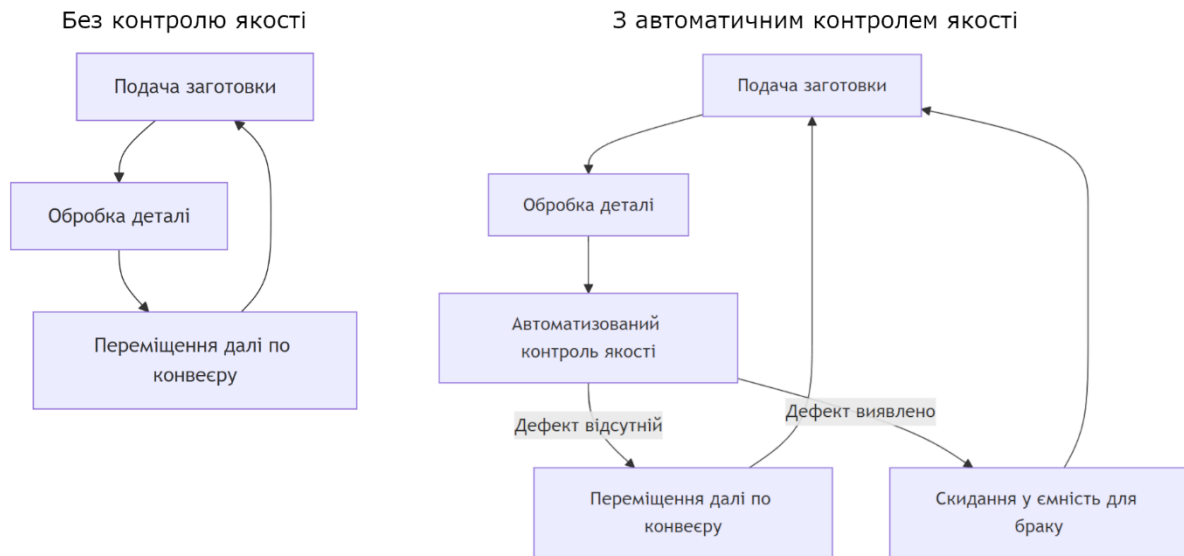 Без контролю якості
Подача заготовки
Обробка деталі
Переміщення далі по
конвеєру
З автоматичним контролем якості
Подача заготовки
Обробка деталі
Автоматизований
контроль якості
Дефект відсутній
Дефект виявлено
Переміщення далі по
конвеєру
Скидання у ємність для
браку